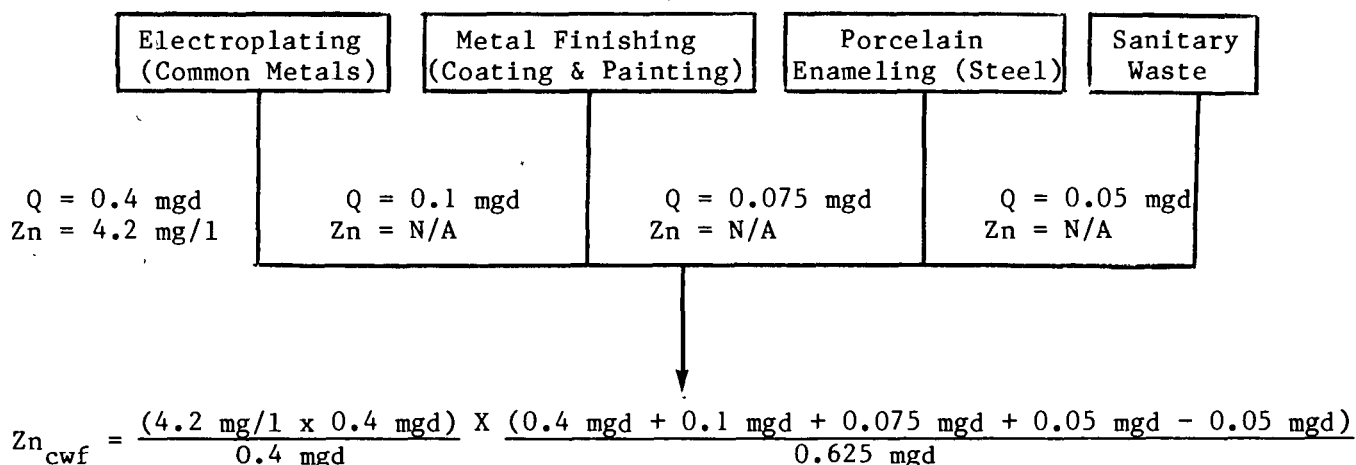 Electroplating
(Common Metals)
Metal Finishing
(Coating & Painting)
Porcelain
Enameling (Steel)
Sanitary
Waste
Q = 0.4 mgd
Zn = 4.2 mg/l
Q = 0.1 mgd
Zn = N/A
Q = 0.075 mgd
Zn = N/A
Q = 0.05 mgd
Zn = N/A
Zn_cwf = (4.2 mg/l x 0.4 mgd) / 0.4 mgd X (0.4 mgd + 0.1 mgd + 0.075 mgd + 0.05 mgd - 0.05 mgd) / 0.625 mgd